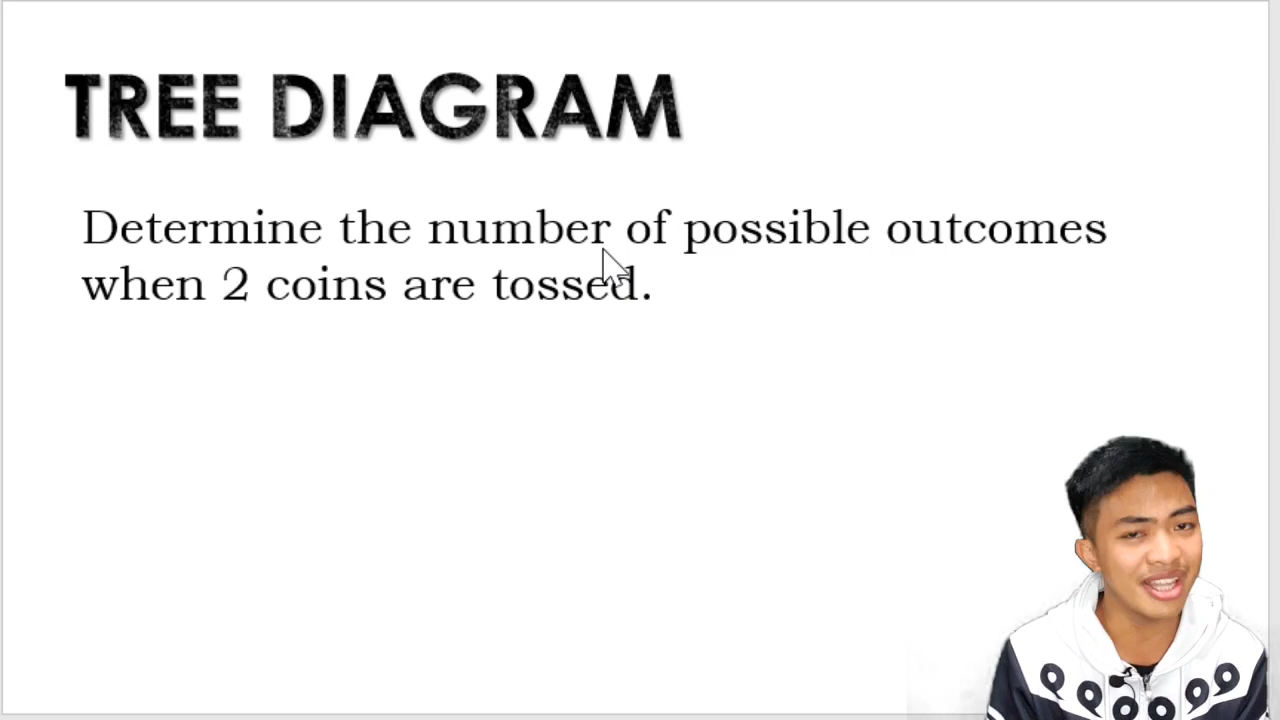 TREE DIAGRAM
Determine the number of possible outcomes
when 2 coins are tossed.